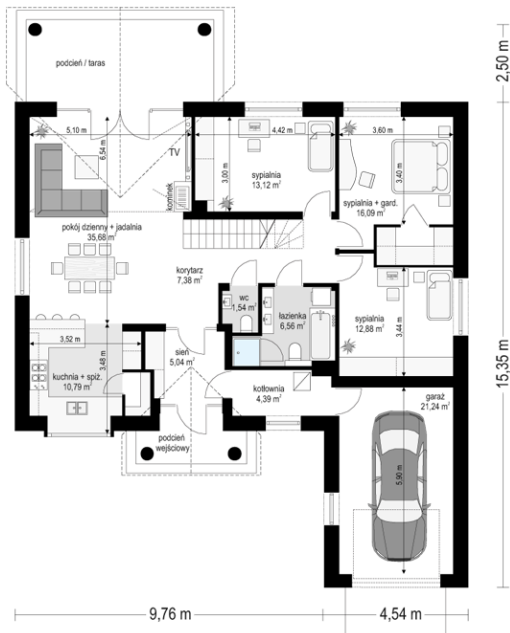 podcień / taras
2,50 m
5,10 m
6,54 m
TV
kominek
4,42 m
3,00 m
sypialnia
13,12 m²
3,60 m
3,40 m
sypialnia + gard.
16,09 m²
pokój dzienny + jadalnia
35,68 m²
korytarz
7,38 m²
wc
1,54 m²
łazienka
6,56 m²
sypialnia
12,88 m²
3,44 m
3,52 m
3,48 m
kuchnia + spiż.
10,79 m²
sień
5,04 m²
kotłownia
4,39 m²
podcień
wejściowy
garaż
21,24 m²
5,90 m
15,35 m
9,76 m
4,54 m